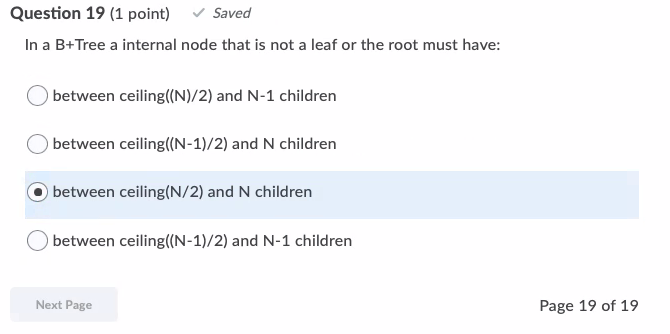 Question 19 (1 point) ✓ Saved
In a B+Tree a internal node that is not a leaf or the root must have:
between ceiling((N)/2) and N-1 children
between ceiling((N-1)/2) and N children
between ceiling(N/2) and N children
between ceiling((N-1)/2) and N-1 children
Next Page Page 19 of 19